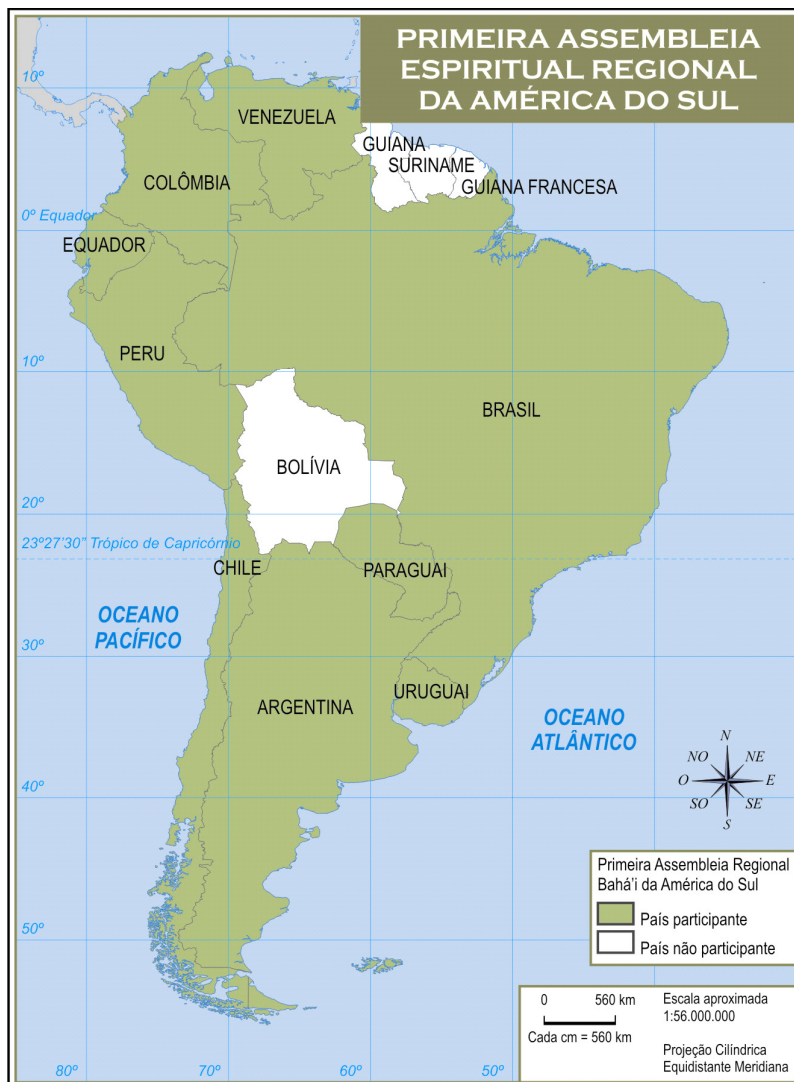 PRIMEIRA ASSEMBLEIA
ESPIRITUAL REGIONAL
DA AMÉRICA DO SUL
10º
VENEZUELA
GUIANA
SURINAME
GUIANA FRANCESA
COLÔMBIA
0º Equador
EQUADOR
PERU
10º
BRASIL
BOLÍVIA
20º
23º27'30" Trópico de Capricórnio
CHILE
PARAGUAI
OCEANO
PACÍFICO
30º
URUGUAI
ARGENTINA
OCEANO
ATLÂNTICO
N
NO
NE
O
E
SO
SE
S
40º
Primeira Assembleia Regional
Bahá'i da América do Sul
País participante
País não participante
50º
0 560 km
Cada cm = 560 km
Escala aproximada
1:56.000.000
Projeção Cilíndrica
Equidistante Meridiana
80º 70º 60º 50º